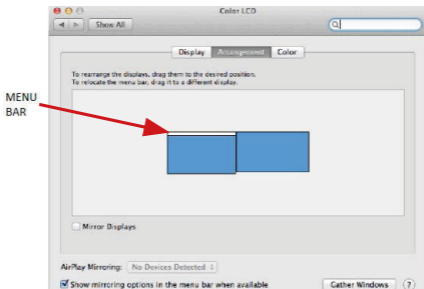 Color LCD
Show All
Display Arrangement Color
To rearrange the displays, drag them to the desired position.
To relocate the menu bar, drag it to a different display.
MENU
BAR
Mirror Displays
AirPlay Mirroring: No Devices Detected
Show mirroring options in the menu bar when available
Gather Windows ?